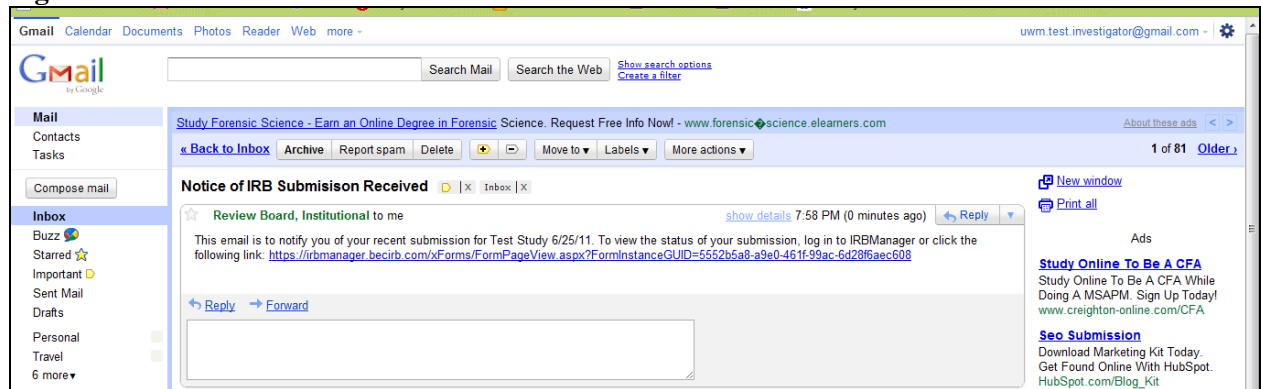 Gmail Calendar Documents Photos Reader Web more
uwm.test.investigator@gmail.com
Gmail
by Google
Search Mail Search the Web Show search options
Create a filter
Mail
Contacts
Tasks
Compose mail
Inbox
Buzz
Starred
Important
Sent Mail
Drafts
Personal
Travel
6 more▾
Study Forensic Science - Earn an Online Degree in Forensic Science. Request Free Info Now! - www.forensic�science.elearners.com About these ads < >
« Back to Inbox Archive Report spam Delete Move to ▾ Labels ▾ More actions ▾ 1 of 81 Older ›
Notice of IRB Submisison Received X Inbox X
Review Board, Institutional to me show details 7:58 PM (0 minutes ago) Reply
This email is to notify you of your recent submission for Test Study 6/25/11. To view the status of your submission, log in to IRBManager or click the
following link: https://irbmanager.becirb.com/xForms/FormPageView.aspx?FormInstanceGUID=5552b5a8-a9e0-461f-99ac-6d28f6aec608
Reply Forward
New window
Print all
Ads
Study Online To Be A CFA
Study Online To Be A CFA While
Doing A MSAPM. Sign Up Today!
www.creighton-online.com/CFA
Seo Submission
Download Marketing Kit Today.
Get Found Online With HubSpot.
HubSpot.com/Blog_Kit